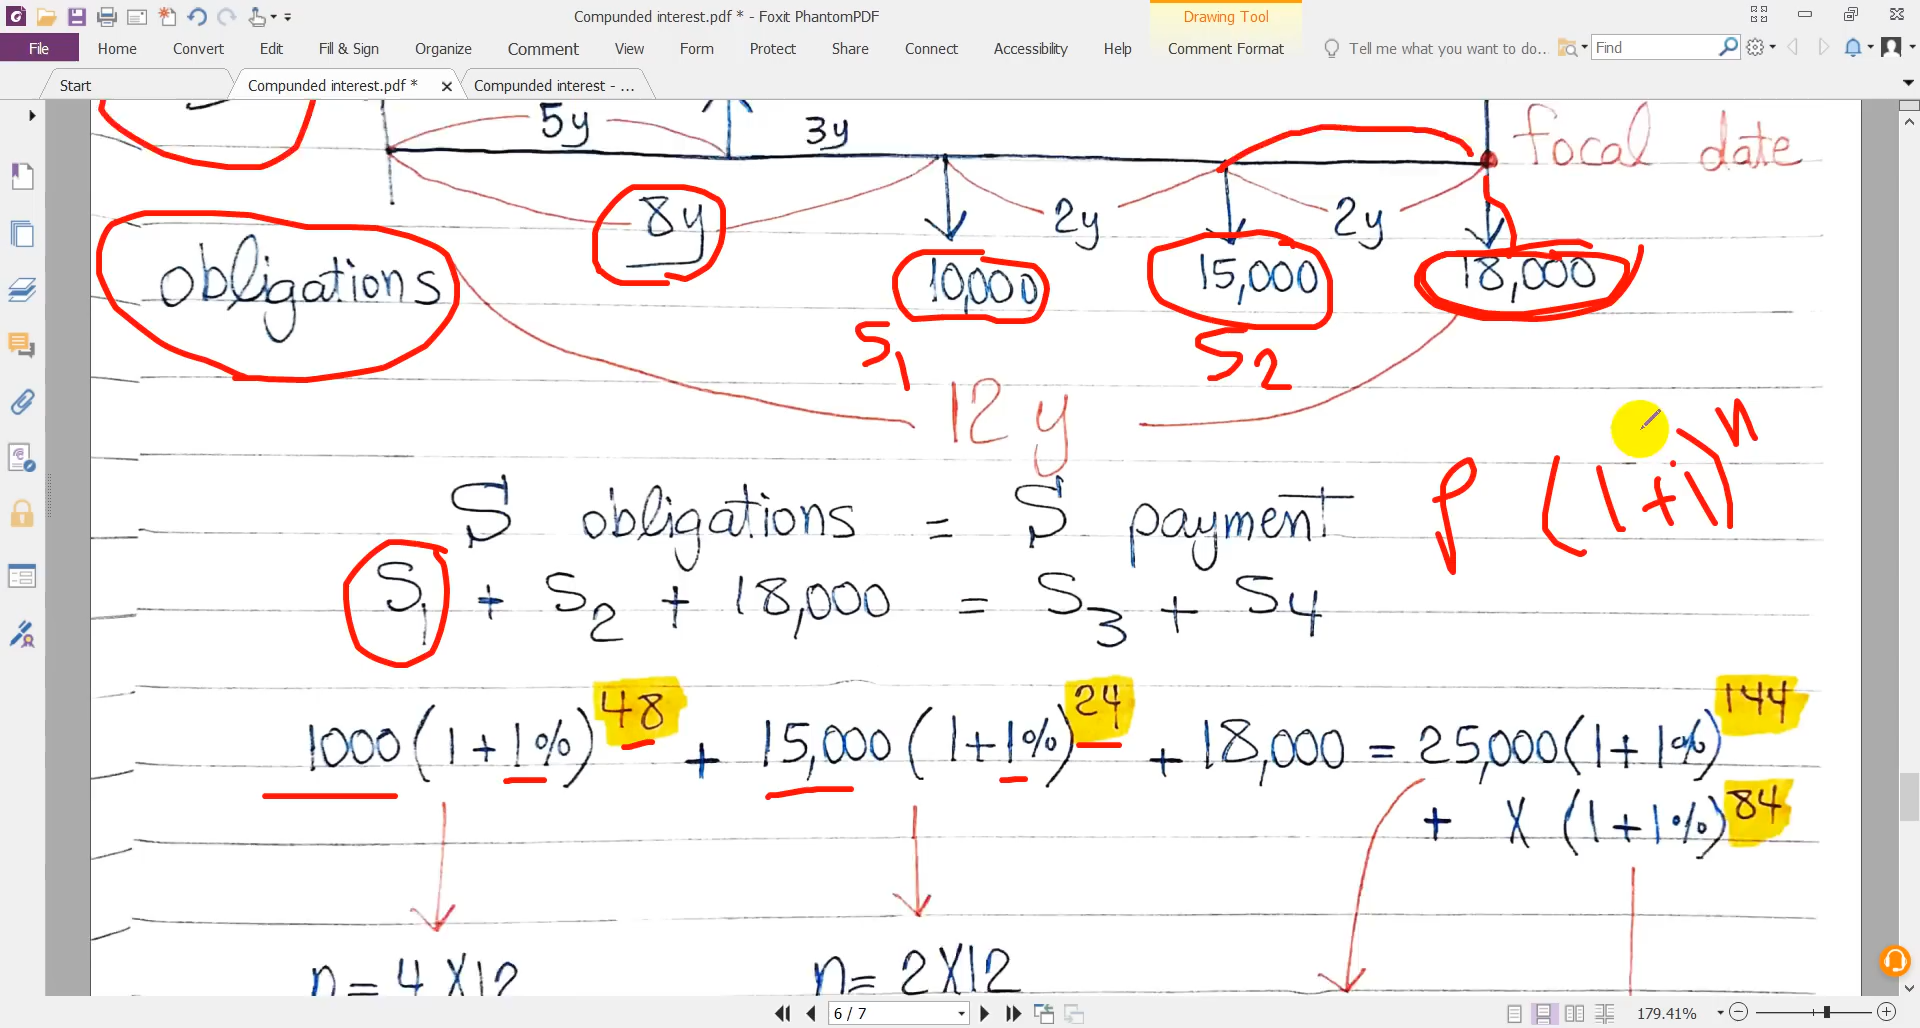 Compunded interest.pdf * - Foxit PhantomPDF
Drawing Tool
File Home Convert Edit Fill & Sign Organize Comment View Form Protect Share Connect Accessibility Help Comment Format Tell me what you want to do... Find
Start Compunded interest.pdf * Compunded interest - ...
5y 3y focal date
8y 2y 2y
obligations 10,000 15,000 18,000
S1 S2
12 y
P (1+i)n
S obligations = S payment
S1 + S2 + 18,000 = S3 + S4
1000 (1+1%)48 + 15,000 (1+1%)24 + 18,000 = 25,000 (1+1%)144
+ X (1+1%)84
n= 4 X12 n= 2X12
6 / 7 179.41%